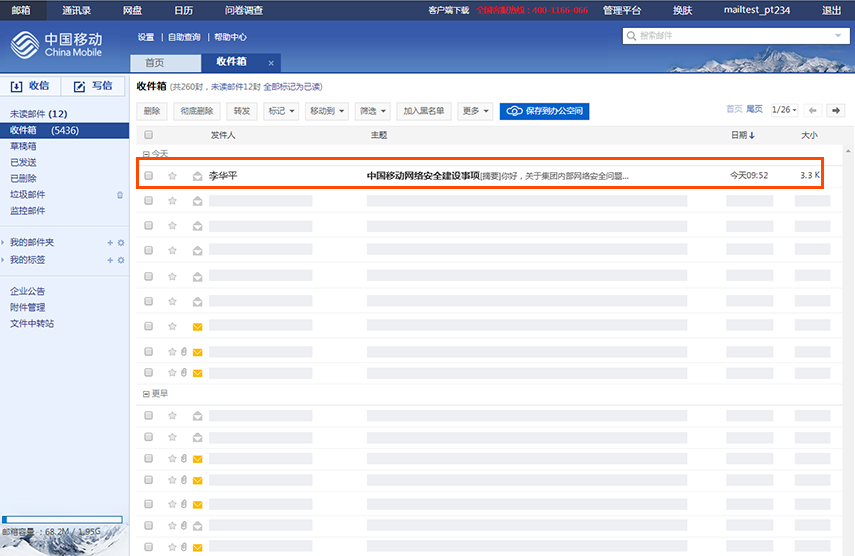 邮箱 通讯录 网盘 日历 问卷调查 客户端下载 全国客服热线：400-1166-066 管理平台 换肤 mailtest_pt234 退出
中国移动
China Mobile
设置 | 自助查询 | 帮助中心
搜索邮件
首页 收件箱 ×
收信 写信
收件箱 (共260封，未读邮件12封 全部标记为已读)
删除 彻底删除 转发 标记 移动到 筛选 加入黑名单 更多 保存到办公空间 首页 尾页 1/26
发件人 主题 日期 大小
今天
李华平 中国移动网络安全建设事项[摘要]你好，关于集团内部网络安全问题... 今天09:52 3.3 K
更早
未读邮件 (12)
收件箱 (5436)
草稿箱
已发送
已删除
垃圾邮件
监控邮件
我的邮件夹
我的标签
企业公告
附件管理
文件中转站
邮箱容量：68.2M / 1.95G